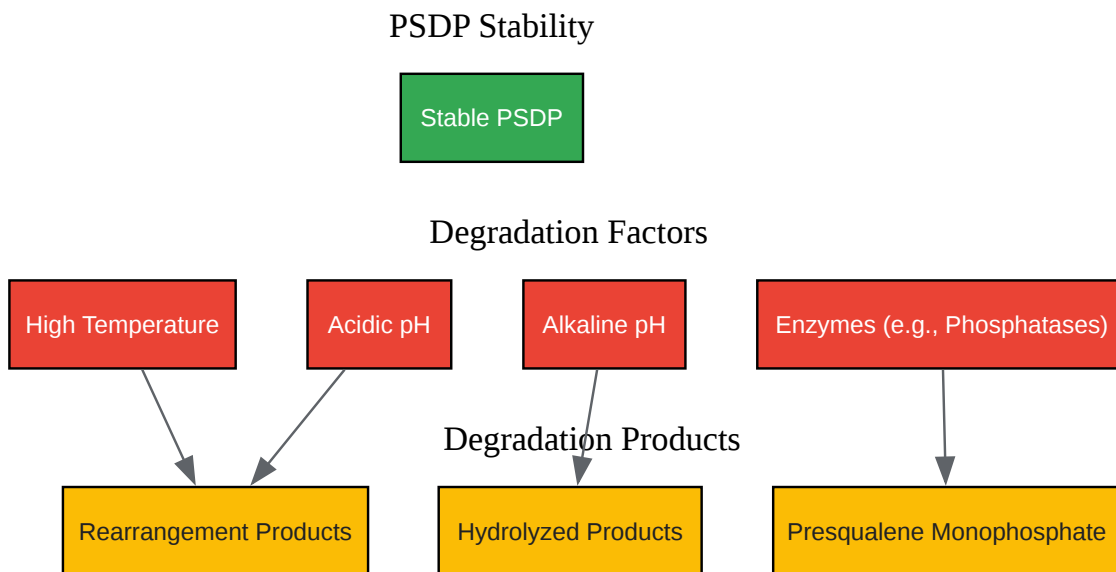 PSDP Stability
Stable PSDP
Degradation Factors
High Temperature
Acidic pH
Alkaline pH
Enzymes (e.g., Phosphatases)
Degradation Products
Rearrangement Products
Hydrolyzed Products
Presqualene Monophosphate